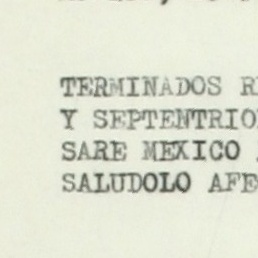 TERMINADOS R
Y SEPTENTRIO
SARE MEXICO
SALUDOLO AFE